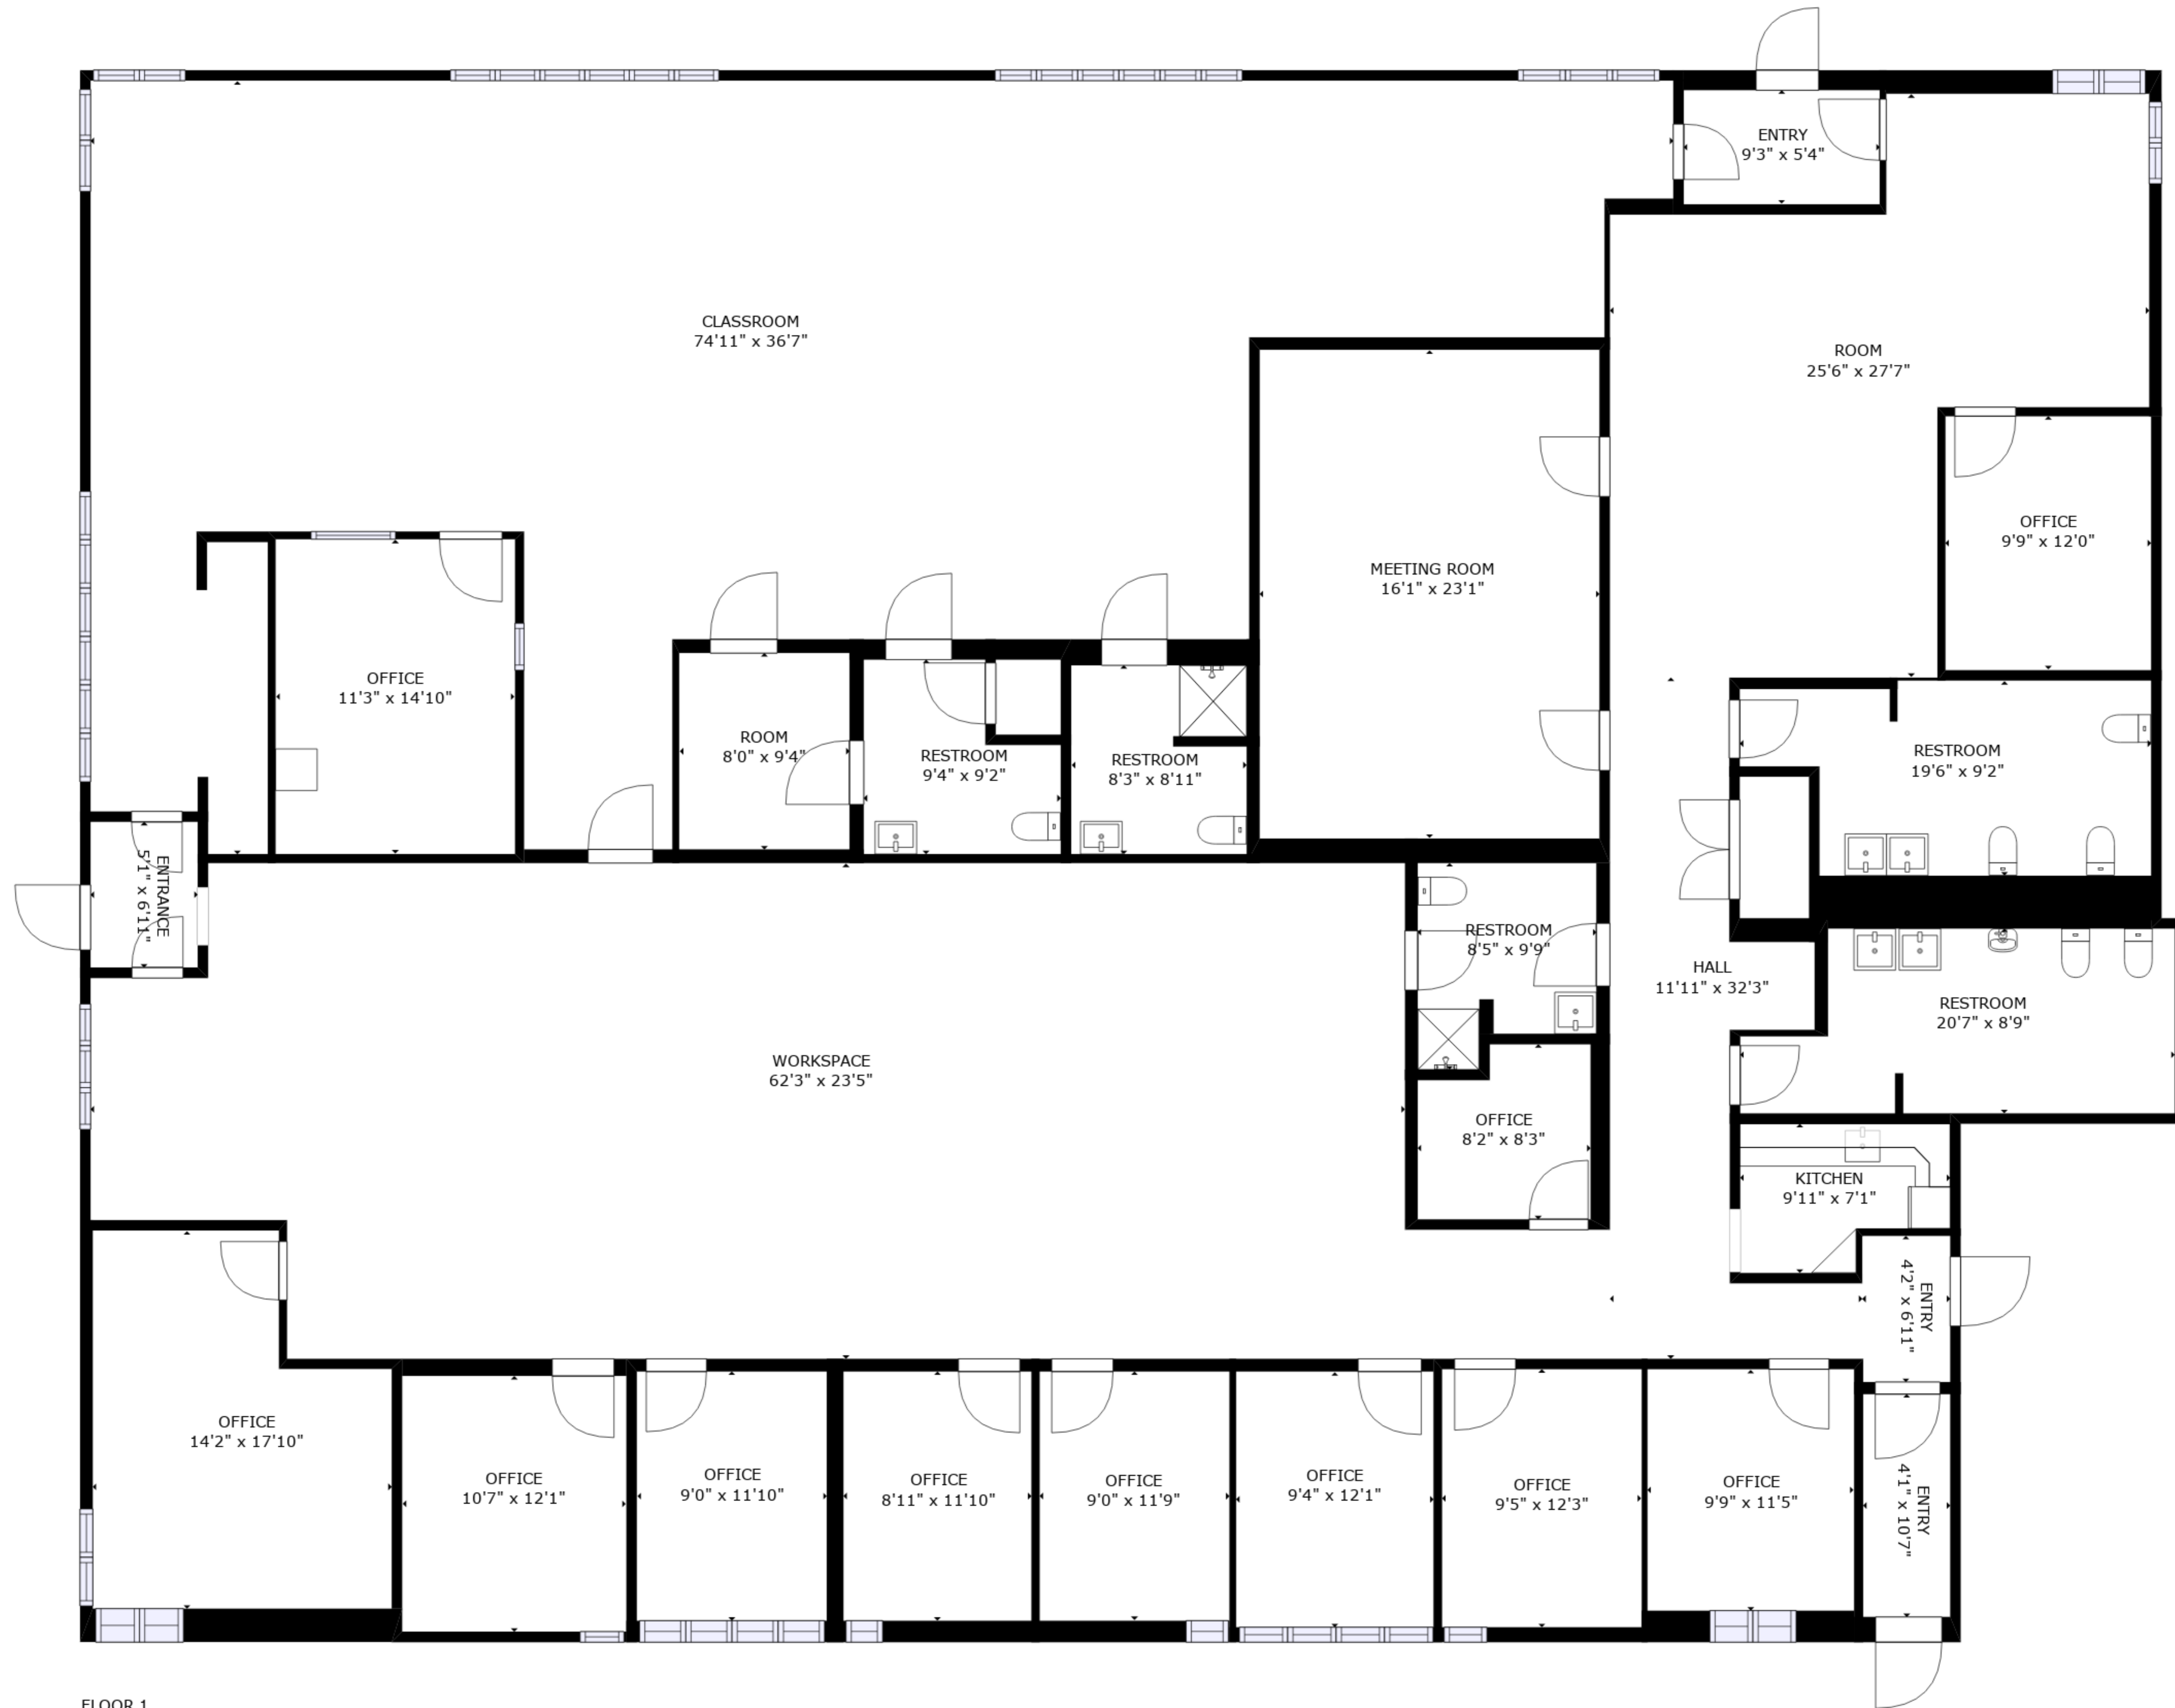 ENTRY
9'3" x 5'4"
CLASSROOM
74'11" x 36'7"
ROOM
25'6" x 27'7"
OFFICE
9'9" x 12'0"
MEETING ROOM
16'1" x 23'1"
OFFICE
11'3" x 14'10"
ROOM
8'0" x 9'4"
RESTROOM
9'4" x 9'2"
RESTROOM
8'3" x 8'11"
RESTROOM
19'6" x 9'2"
ENTRANCE
5'1" x 6'11"
RESTROOM
8'5" x 9'9"
HALL
11'11" x 32'3"
RESTROOM
20'7" x 8'9"
WORKSPACE
62'3" x 23'5"
OFFICE
8'2" x 8'3"
KITCHEN
9'11" x 7'1"
ENTRY
4'2" x 6'11"
OFFICE
14'2" x 17'10"
OFFICE
10'7" x 12'1"
OFFICE
9'0" x 11'10"
OFFICE
8'11" x 11'10"
OFFICE
9'0" x 11'9"
OFFICE
9'4" x 12'1"
OFFICE
9'5" x 12'3"
OFFICE
9'9" x 11'5"
ENTRY
4'1" x 10'7"
FLOOR 1